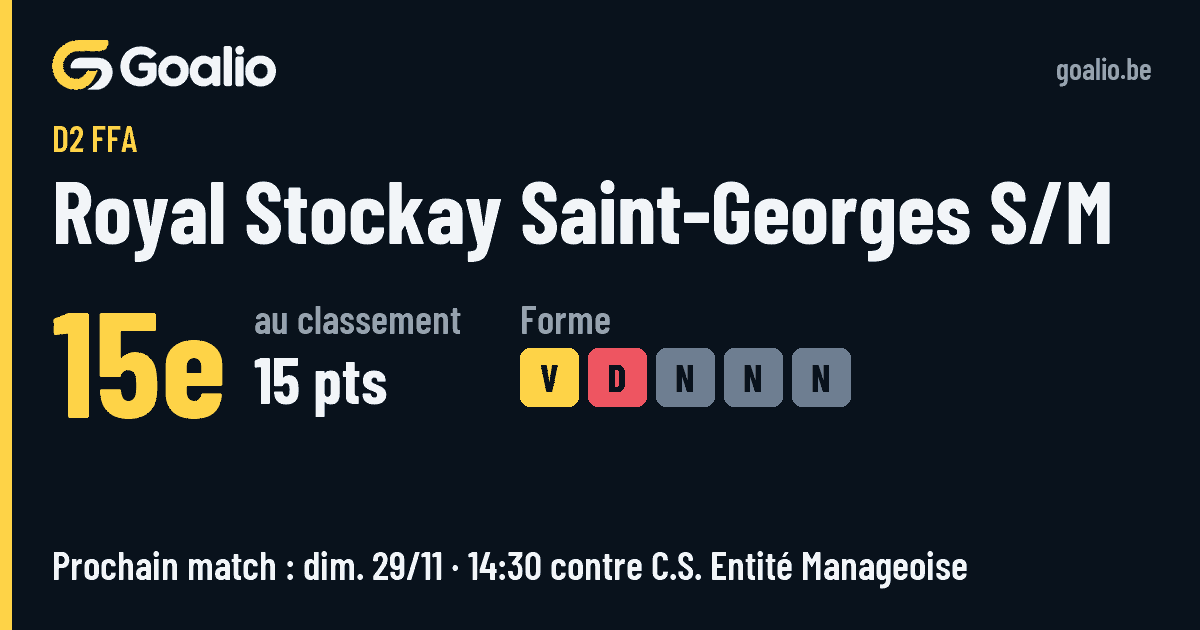 Goalio
goalio.be
D2 FFA
Royal Stockay Saint-Georges S/M
15e
au classement
15 pts
Forme
V D N N N
Prochain match : dim. 29/11 · 14:30 contre C.S. Entité Manageoise